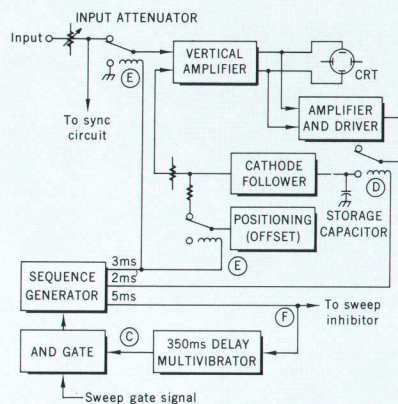 INPUT ATTENUATOR
Input
E
VERTICAL
AMPLIFIER
CRT
To sync
circuit
AMPLIFIER
AND DRIVER
CATHODE
FOLLOWER
D
STORAGE
CAPACITOR
POSITIONING
(OFFSET)
E
3ms
2ms
5ms
SEQUENCE
GENERATOR
To sweep
inhibitor
F
AND GATE
C
350ms DELAY
MULTIVIBRATOR
Sweep gate signal